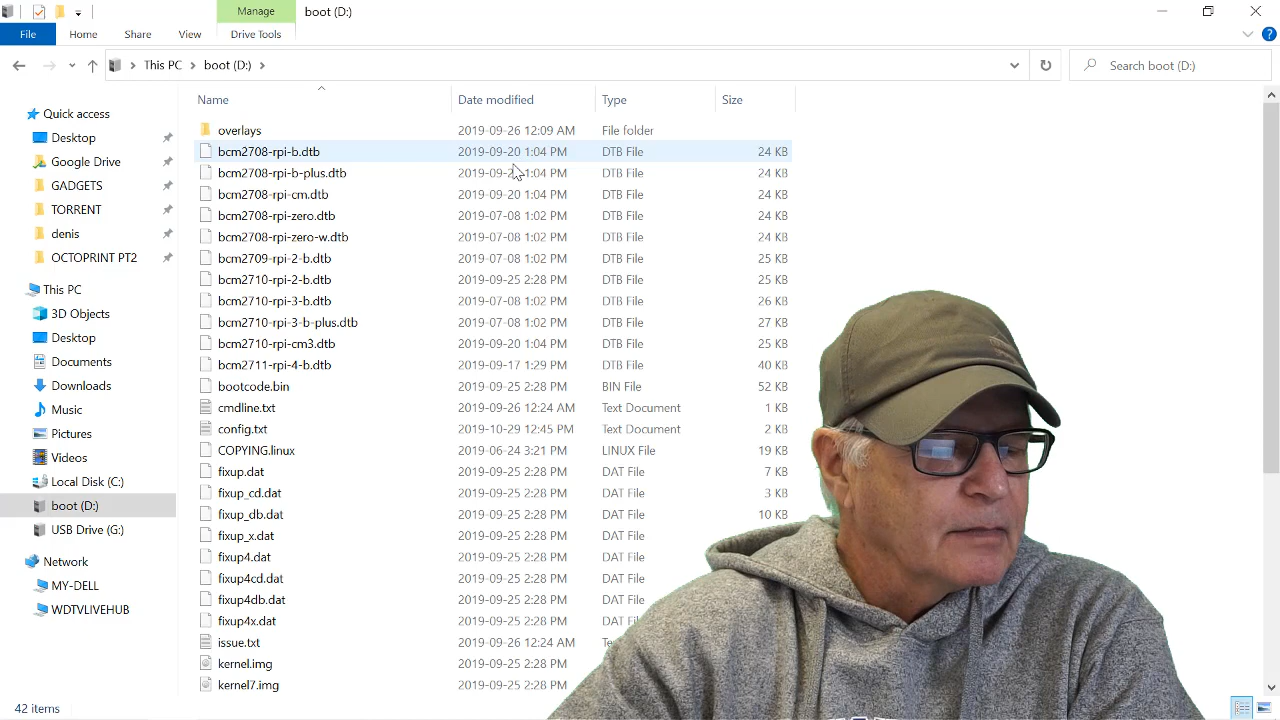 Manage boot (D:)
File Home Share View Drive Tools
This PC boot (D:) Search boot (D:)
Name Date modified Type Size
Quick access
Desktop
Google Drive
GADGETS
TORRENT
denis
OCTOPRINT PT2
This PC
3D Objects
Desktop
Documents
Downloads
Music
Pictures
Videos
Local Disk (C:)
boot (D:)
USB Drive (G:)
Network
MY-DELL
WDTVLIVEHUB
overlays 2019-09-26 12:09 AM File folder
bcm2708-rpi-b.dtb 2019-09-20 1:04 PM DTB File 24 KB
bcm2708-rpi-b-plus.dtb 1:04 PM DTB File 24 KB
bcm2708-rpi-cm.dtb 2019-09-20 1:04 PM DTB File 24 KB
bcm2708-rpi-zero.dtb 2019-07-08 1:02 PM DTB File 24 KB
bcm2708-rpi-zero-w.dtb 2019-07-08 1:02 PM DTB File 24 KB
bcm2709-rpi-2-b.dtb 2019-07-08 1:02 PM DTB File 25 KB
bcm2710-rpi-2-b.dtb 2019-09-25 2:28 PM DTB File 25 KB
bcm2710-rpi-3-b.dtb 2019-07-08 1:02 PM DTB File 26 KB
bcm2710-rpi-3-b-plus.dtb 2019-07-08 1:02 PM DTB File 27 KB
bcm2710-rpi-cm3.dtb 2019-09-20 1:04 PM DTB File 25 KB
bcm2711-rpi-4-b.dtb 2019-09-17 1:29 PM DTB File 40 KB
bootcode.bin 2019-09-25 2:28 PM BIN File 52 KB
cmdline.txt 2019-09-26 12:24 AM Text Document 1 KB
config.txt 2019-10-29 12:45 PM Text Document 2 KB
COPYING.linux 2019-06-24 3:21 PM LINUX File 19 KB
fixup.dat 2019-09-25 2:28 PM DAT File 7 KB
fixup_cd.dat 2019-09-25 2:28 PM DAT File 3 KB
fixup_db.dat 2019-09-25 2:28 PM DAT File 10 KB
fixup_x.dat 2019-09-25 2:28 PM DAT File
fixup4.dat 2019-09-25 2:28 PM DAT File
fixup4cd.dat 2019-09-25 2:28 PM DAT File
fixup4db.dat 2019-09-25 2:28 PM DAT File
fixup4x.dat 2019-09-25 2:28 PM DAT File
issue.txt 2019-09-26 12:24 AM
kernel.img 2019-09-25 2:28 PM
kernel7.img 2019-09-25 2:28 PM
42 items